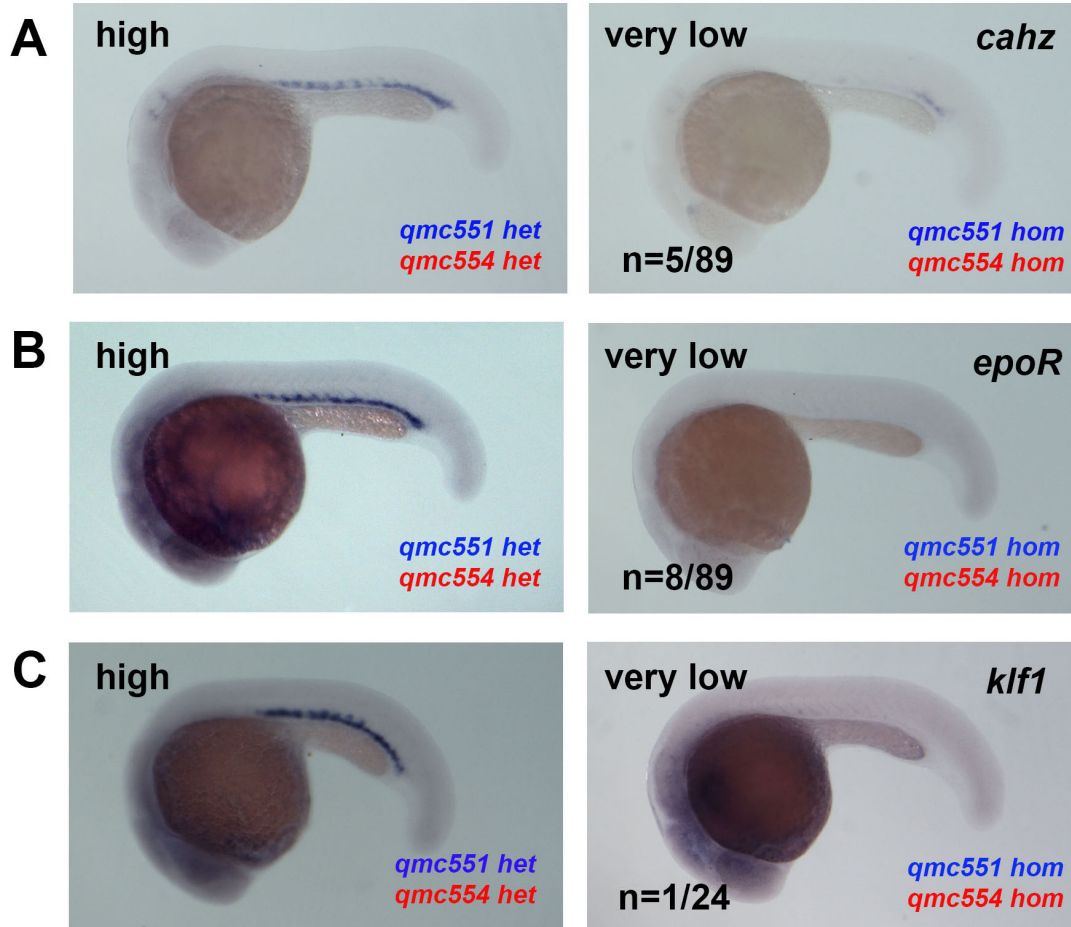 A
high
very low
cahz
qmc551 het
qmc554 het
n=5/89
qmc551 hom
qmc554 hom
B
high
very low
epoR
qmc551 het
qmc554 het
n=8/89
qmc551 hom
qmc554 hom
C
high
very low
klf1
qmc551 het
qmc554 het
n=1/24
qmc551 hom
qmc554 hom